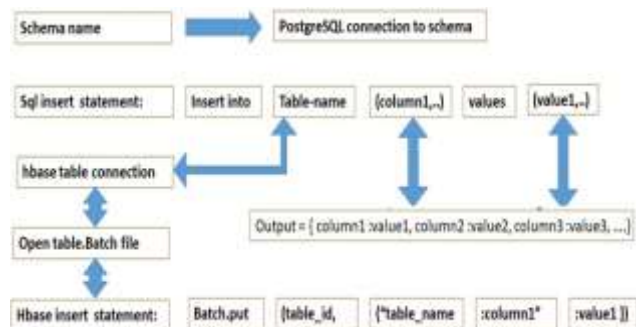 Schema name
PostgreSQL connection to schema
Sql insert statement: Insert into Table-name (column1,..) values (value1,..)
hbase table connection
Output = { column1 :value1, column2 :value2, column3 :value3, ....}
Open table.Batch file
Hbase insert statement: Batch.put (table_id, {"table_name :column1" :value1 })